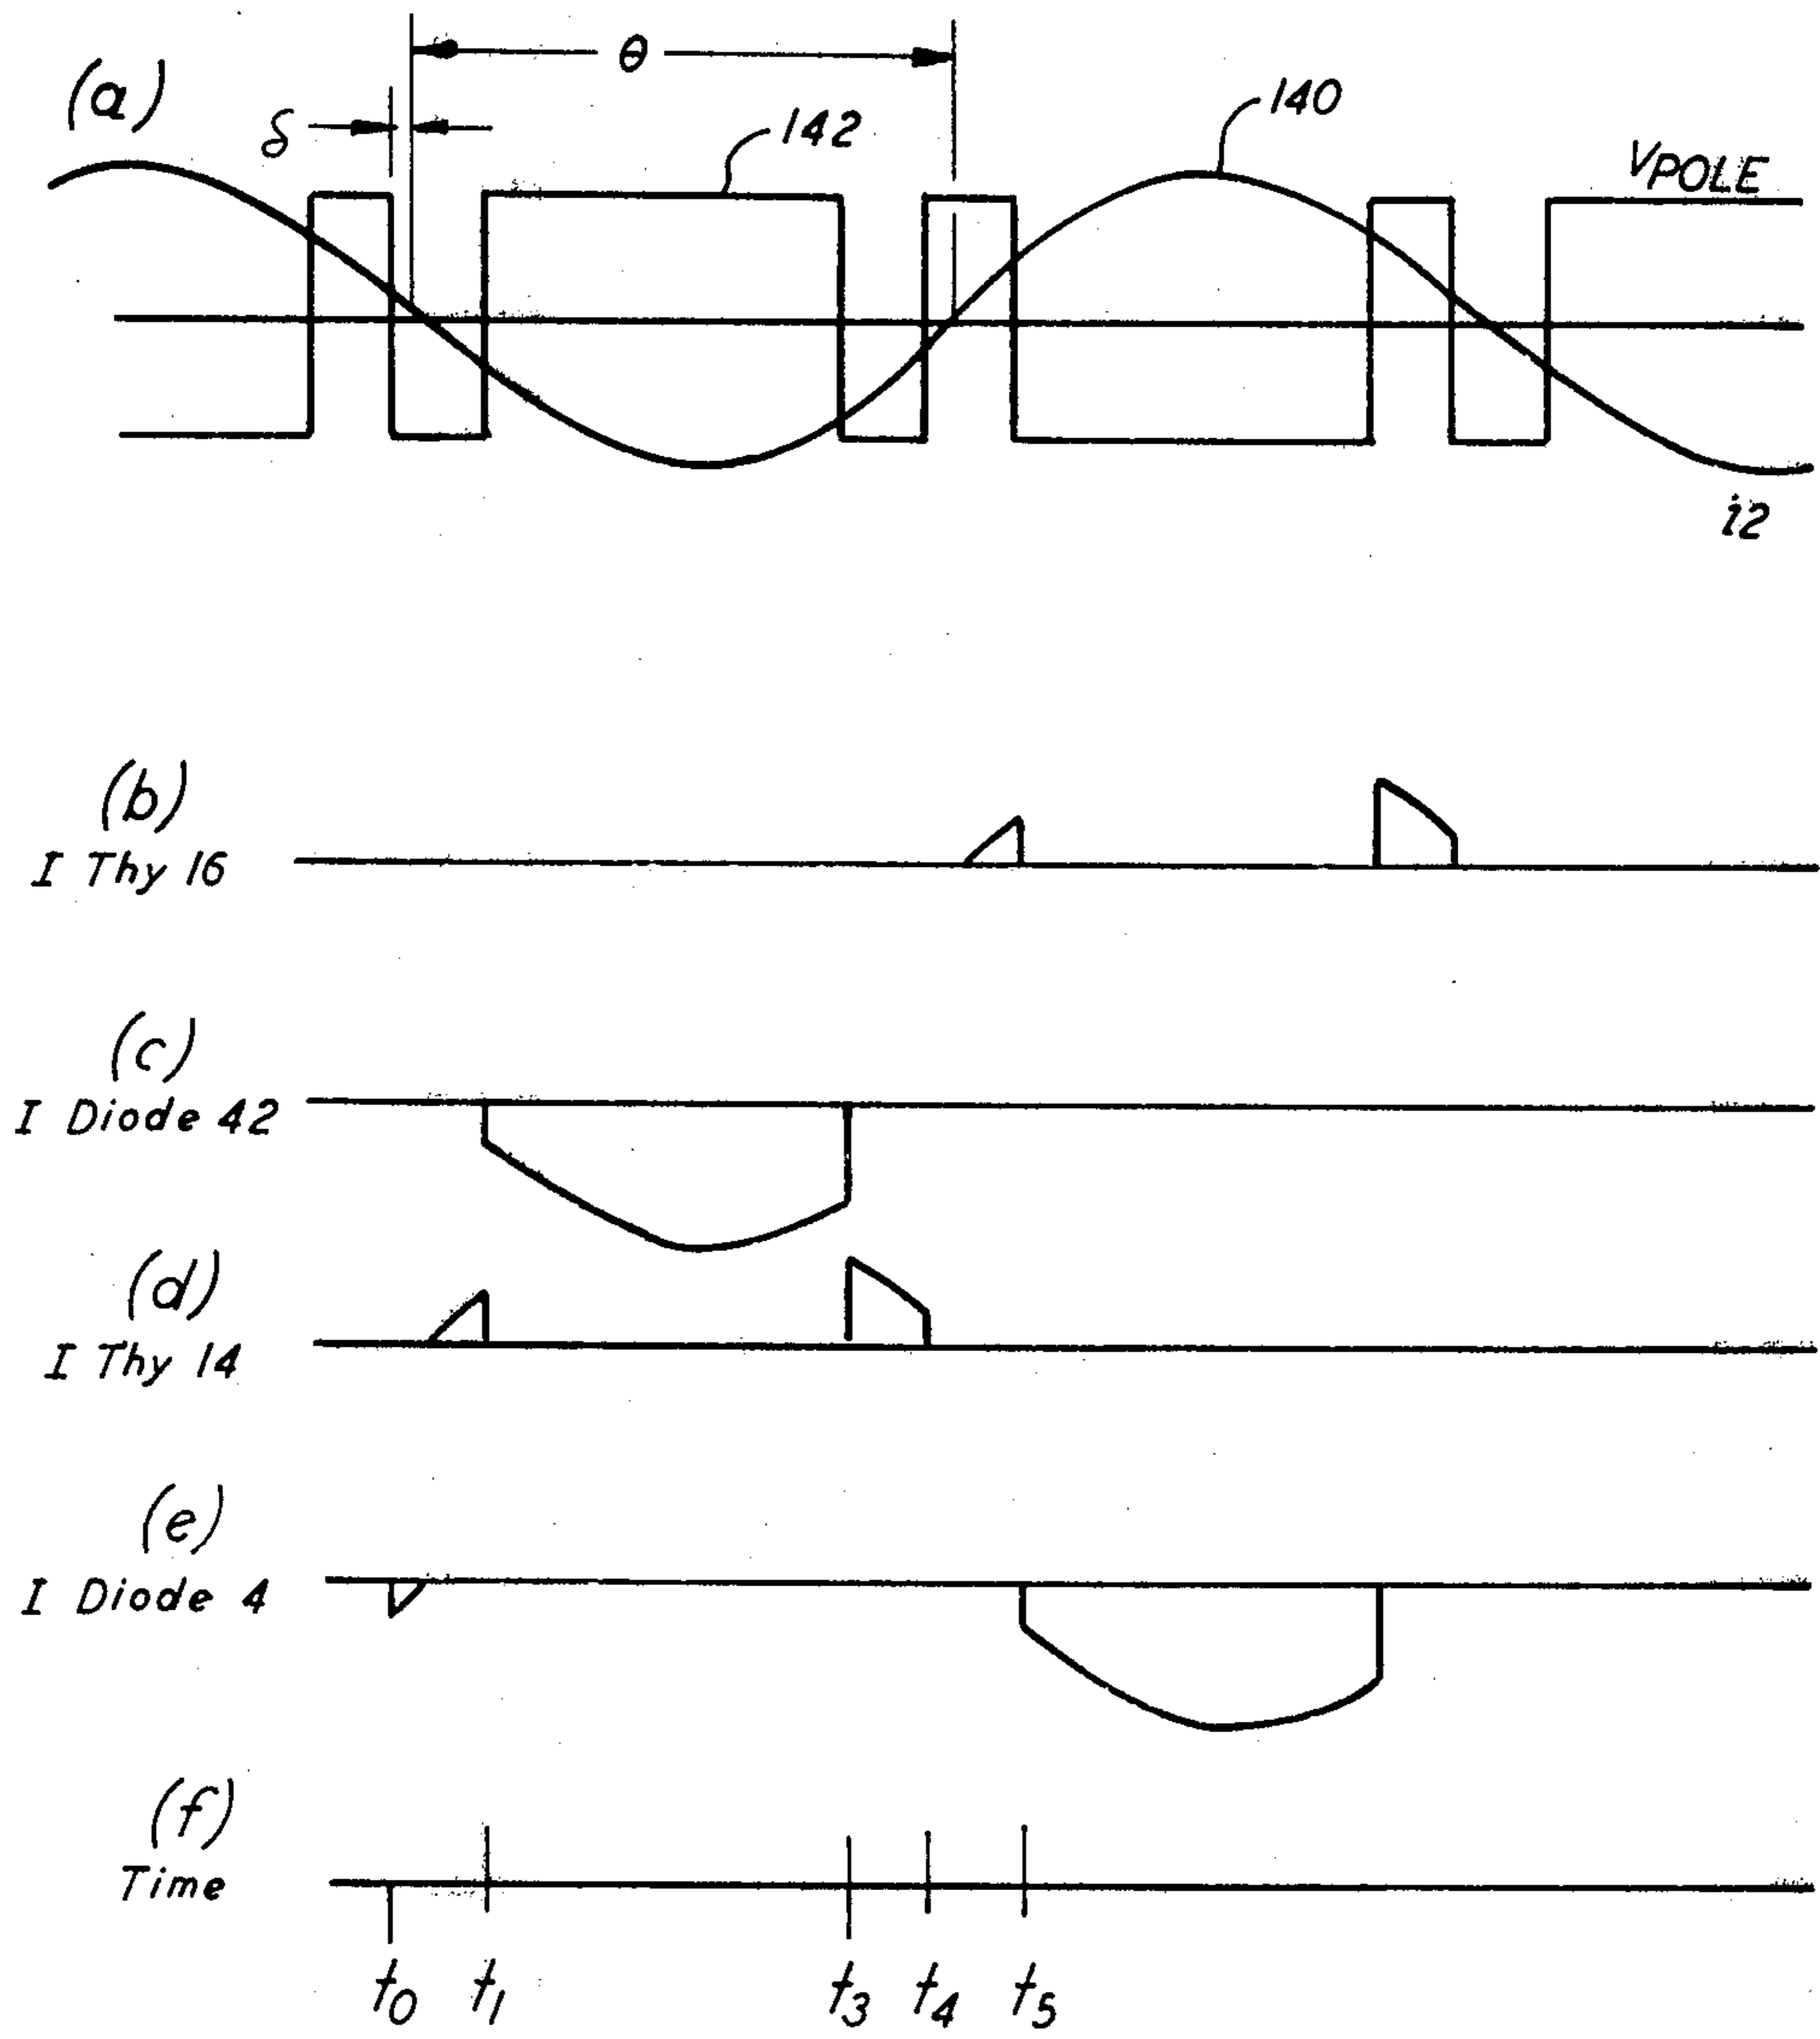 θ
(a)
δ
142
140
VPOLE
i2
(b)
I Thy 16
(c)
I Diode 42
(d)
I Thy 14
(e)
I Diode 4
(f)
Time
t0 t1 t3 t4 t5